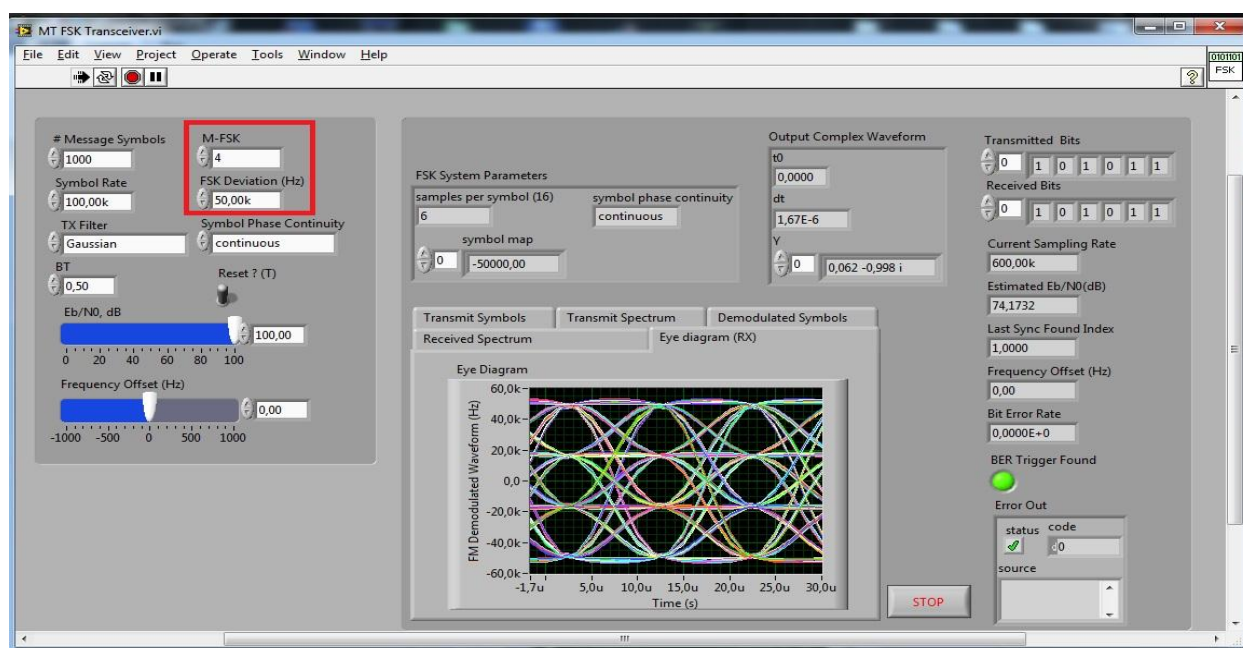 MT FSK Transceiver.vi
File Edit View Project Operate Tools Window Help
0101101
FSK
# Message Symbols
1000
M-FSK
4
Symbol Rate
100,00k
FSK Deviation (Hz)
50,00k
TX Filter
Gaussian
Symbol Phase Continuity
continuous
BT
0,50
Reset ? (T)
Eb/N0, dB
100,00
0 20 40 60 80 100
Frequency Offset (Hz)
0,00
-1000 -500 0 500 1000
FSK System Parameters
samples per symbol (16)
6
symbol phase continuity
continuous
symbol map
0 -50000,00
Output Complex Waveform
t0
0,0000
dt
1,67E-6
Y
0 0,062 -0,998 i
Transmit Symbols Transmit Spectrum Demodulated Symbols
Received Spectrum Eye diagram (RX)
Eye Diagram
FM Demodulated Waveform (Hz)
60,0k
40,0k
20,0k
0,0
-20,0k
-40,0k
-60,0k
-1,7u 5,0u 10,0u 15,0u 20,0u 25,0u 30,0u
Time (s)
STOP
Transmitted Bits
0 1 0 1 0 1 1
Received Bits
0 1 0 1 0 1 1
Current Sampling Rate
600,00k
Estimated Eb/N0(dB)
74,1732
Last Sync Found Index
1,0000
Frequency Offset (Hz)
0,00
Bit Error Rate
0,0000E+0
BER Trigger Found
Error Out
status code
0
source